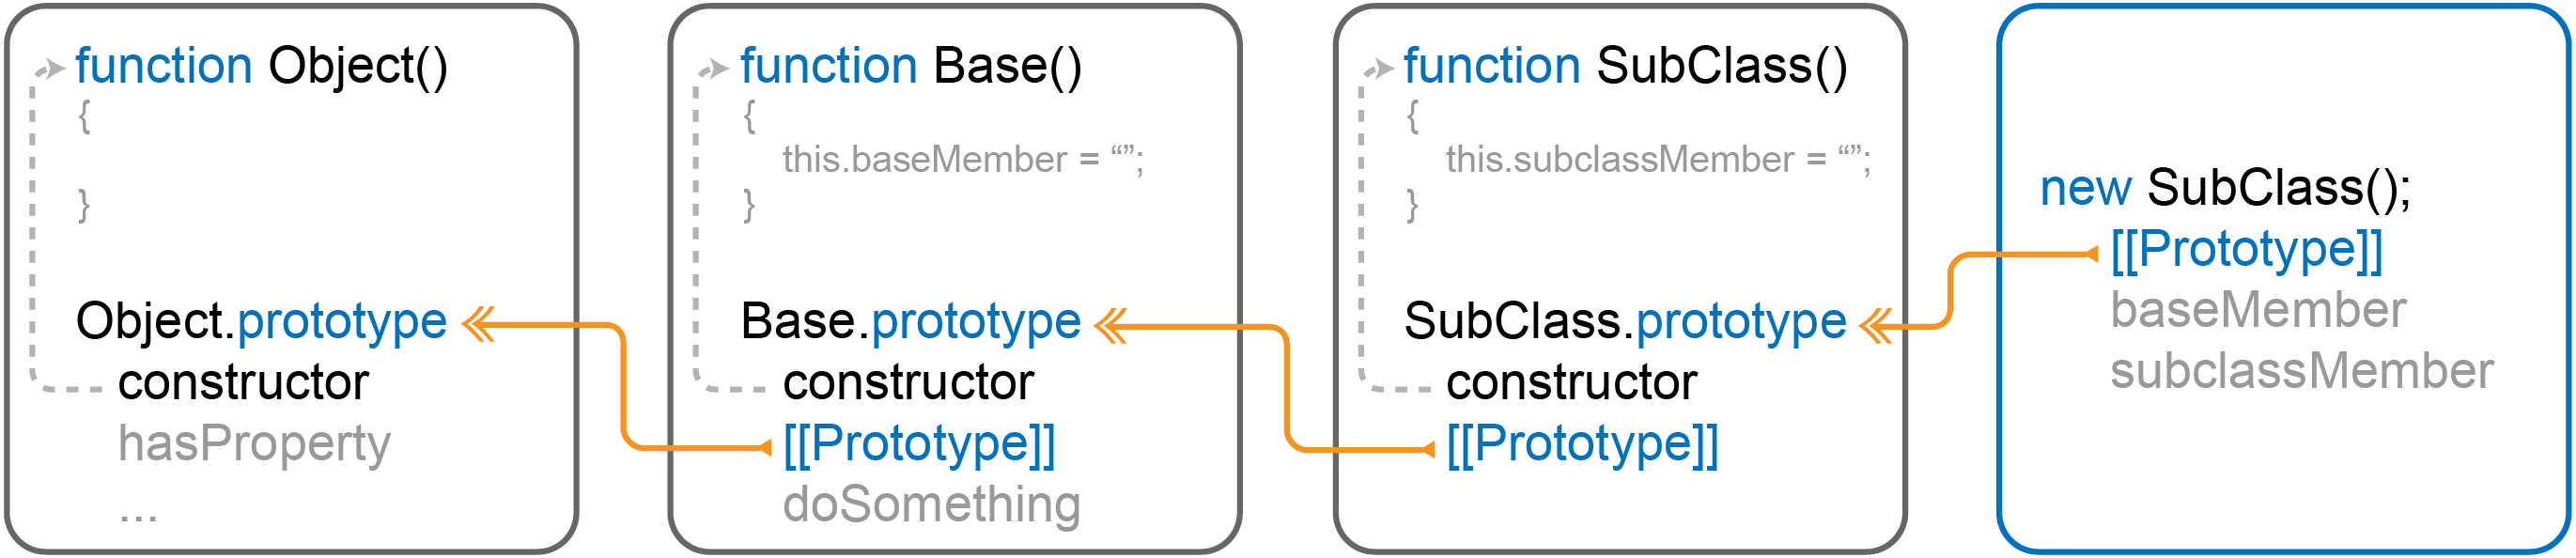 function Object()
{
}
Object.prototype
constructor
hasProperty
...
function Base()
{
this.baseMember = “”;
}
Base.prototype
constructor
[[Prototype]]
doSomething
function SubClass()
{
this.subclassMember = “”;
}
SubClass.prototype
constructor
[[Prototype]]
new SubClass();
[[Prototype]]
baseMember
subclassMember